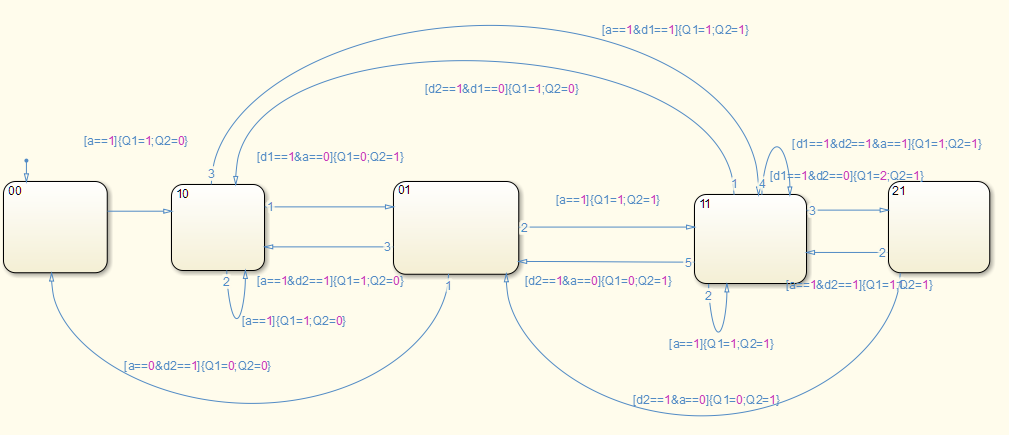 [a==1&d1==1]{Q1=1;Q2=1}
[d2==1&d1==0]{Q1=1;Q2=0}
[a==1]{Q1=1;Q2=0}
[d1==1&d2==1&a==1]{Q1=1;Q2=1}
[d1==1&a==0]{Q1=0;Q2=1}
3
1
4
[d1==1&d2==0]{Q1=2;Q2=1}
00
10
01
11
21
[a==1]{Q1=1;Q2=1}
1
3
2
3
5
2
2
[a==1&d2==1]{Q1=1;Q2=0}
1
[d2==1&a==0]{Q1=0;Q2=1}
2
[a==1&d2==1]{Q1=1;Q2=1}
1
[a==1]{Q1=1;Q2=0}
[a==1]{Q1=1;Q2=1}
[a==0&d2==1]{Q1=0;Q2=0}
[d2==1&a==0]{Q1=0;Q2=1}